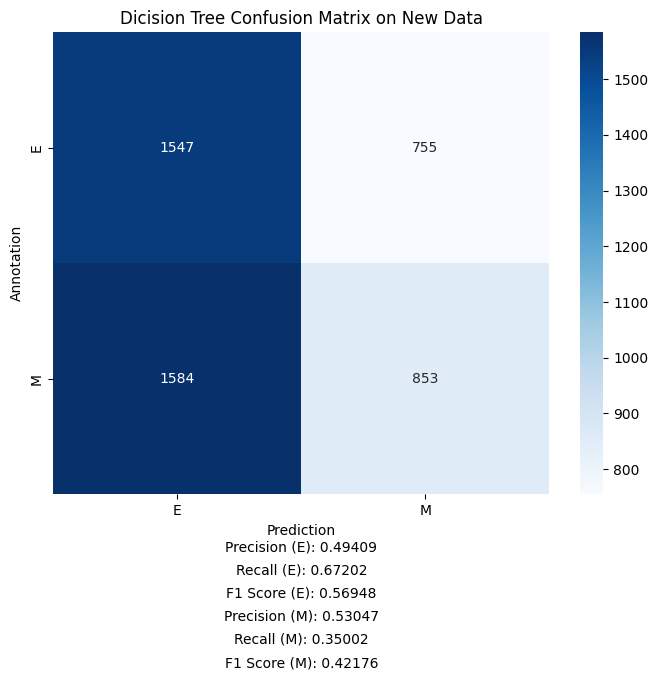 Dicision Tree Confusion Matrix on New Data
Annotation
E
1547
755
M
1584
853
E
M
Prediction
1500
1400
1300
1200
1100
1000
900
800
Precision (E): 0.49409
Recall (E): 0.67202
F1 Score (E): 0.56948
Precision (M): 0.53047
Recall (M): 0.35002
F1 Score (M): 0.42176